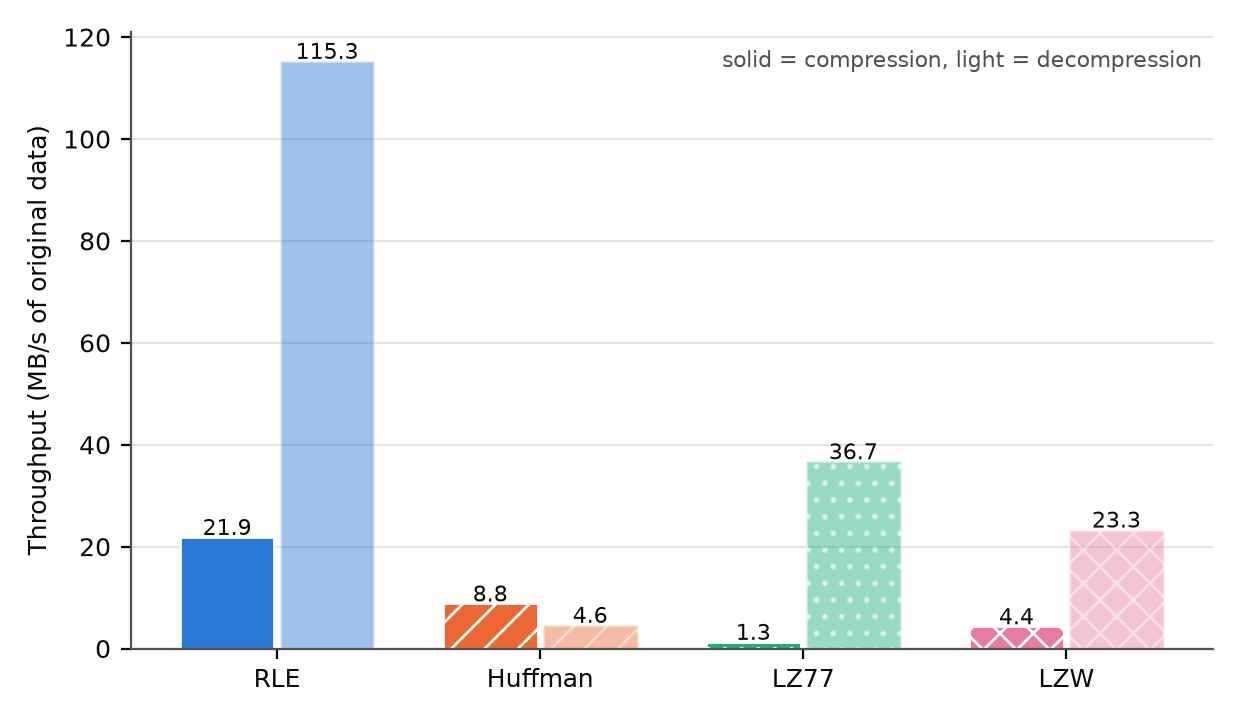 Throughput (MB/s of original data)
120
100
80
60
40
20
0
solid = compression, light = decompression
21.9
115.3
8.8
4.6
1.3
36.7
4.4
23.3
RLE
Huffman
LZ77
LZW